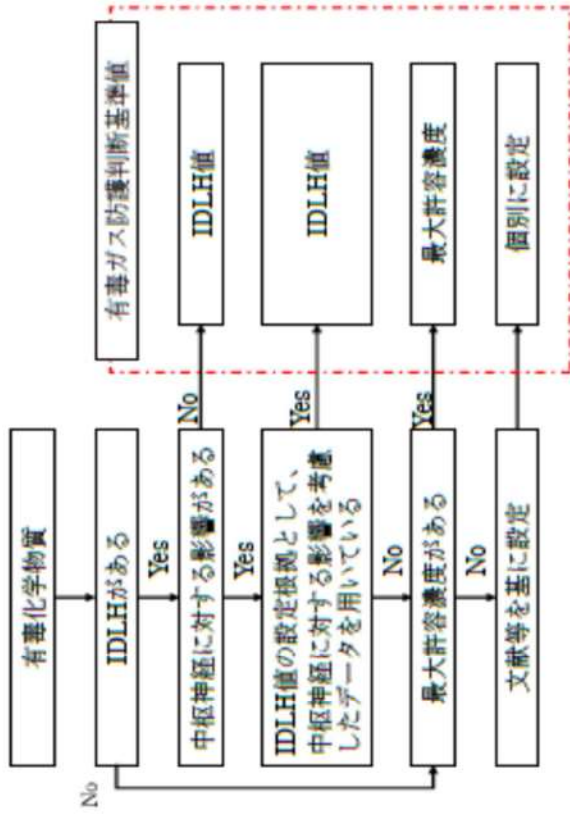 有毒化学物質
IDLHがある
No
Yes
中枢神経に対する影響がある
No
Yes
IDLH値の設定根拠として、
中枢神経に対する影響を考慮
したデータを用いている
Yes
No
最大許容濃度がある
Yes
No
文献等を基に設定
有毒ガス防護判断基準値
IDLH値
IDLH値
最大許容濃度
個別に設定